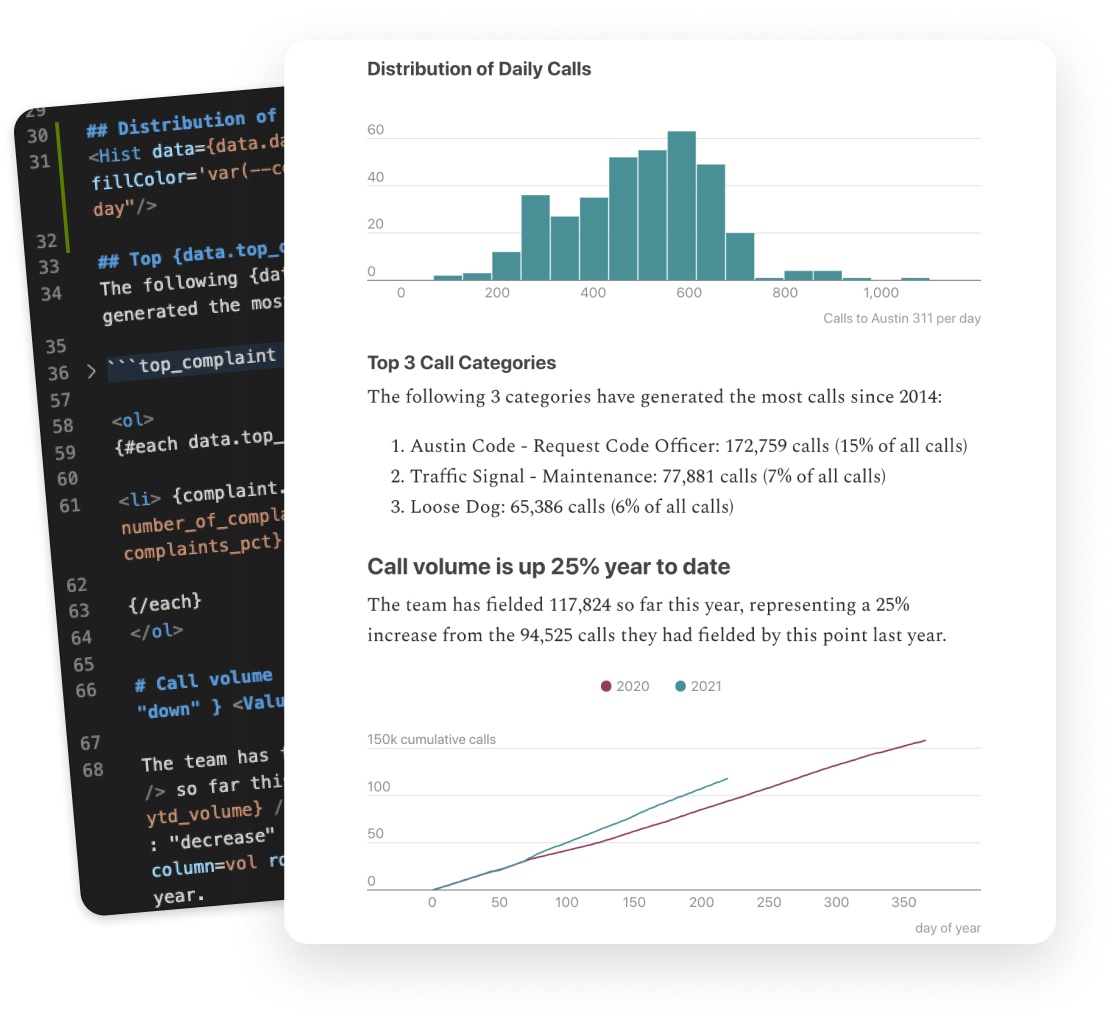 29
30 ## Distribution of
31 <Hist data={data.da
fillColor='var(--co
day"/>
32
33 ## Top {data.top_c
34 The following {dat
generated the mos
35
36 ```top_complaint
57
58 <ol>
59 {#each data.top_
60
61 <li> {complaint.
number_of_compla
complaints_pct}
62
63 {/each}
64 </ol>
65
66 # Call volume
"down" } <Valu
67
68 The team has f
/> so far this
ytd_volume} /
: "decrease"
column=vol ro
year.
Distribution of Daily Calls
60
40
20
0
0 200 400 600 800 1,000
Calls to Austin 311 per day
Top 3 Call Categories
The following 3 categories have generated the most calls since 2014:
1. Austin Code - Request Code Officer: 172,759 calls (15% of all calls)
2. Traffic Signal - Maintenance: 77,881 calls (7% of all calls)
3. Loose Dog: 65,386 calls (6% of all calls)
Call volume is up 25% year to date
The team has fielded 117,824 so far this year, representing a 25%
increase from the 94,525 calls they had fielded by this point last year.
2020 2021
150k cumulative calls
100
50
0
0 50 100 150 200 250 300 350
day of year